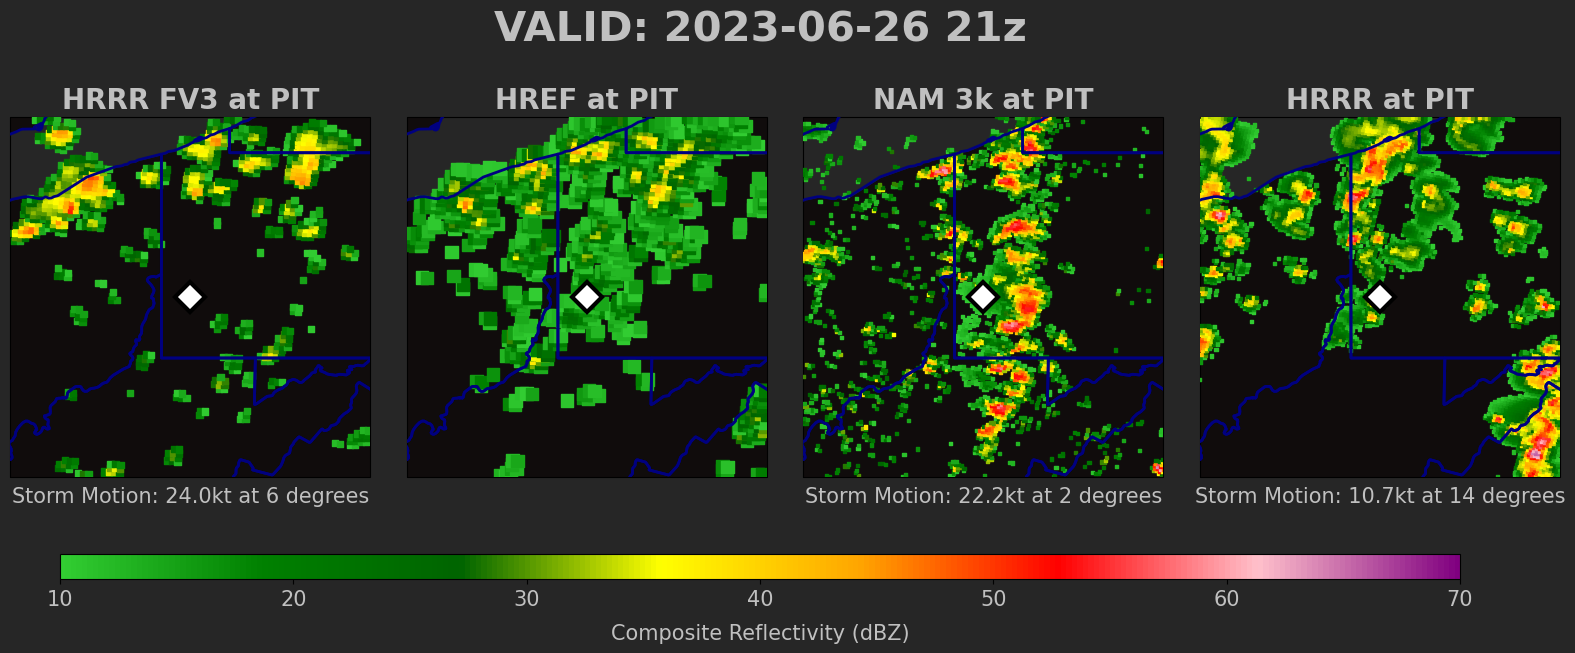 VALID: 2023-06-26 21z
HRRR FV3 at PIT
HREF at PIT
NAM 3k at PIT
HRRR at PIT
Storm Motion: 24.0kt at 6 degrees
Storm Motion: 22.2kt at 2 degrees
Storm Motion: 10.7kt at 14 degrees
10 20 30 40 50 60 70
Composite Reflectivity (dBZ)